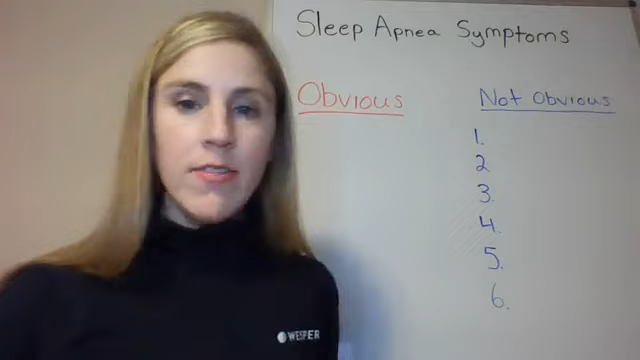 Sleep Apnea Symptoms
Obvious
Not Obvious
1.
2
3.
4.
5.
6.
WESPER